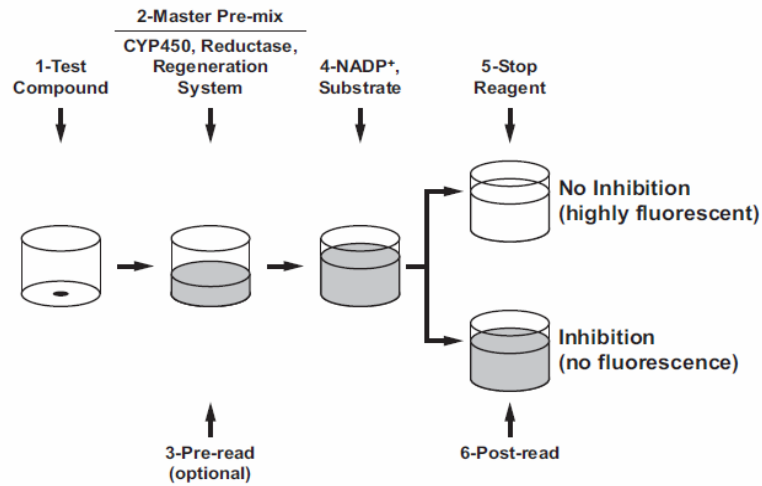 2-Master Pre-mix
CYP450, Reductase,
Regeneration
System
1-Test
Compound
4-NADP⁺,
Substrate
5-Stop
Reagent
No Inhibition
(highly fluorescent)
Inhibition
(no fluorescence)
3-Pre-read
(optional)
6-Post-read